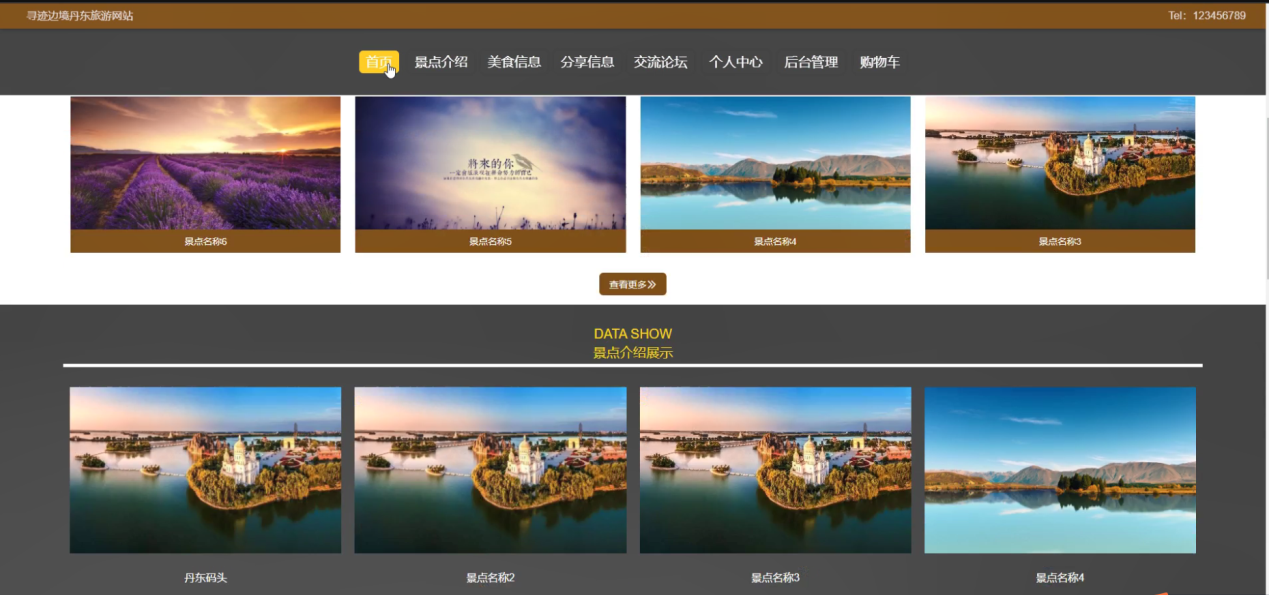 寻迹边境丹东旅游网站
Tel：123456789
首页 景点介绍 美食信息 分享信息 交流论坛 个人中心 后台管理 购物车
将来的你
景点名称6 景点名称5 景点名称4 景点名称3
查看更多
DATA SHOW
景点介绍展示
丹东码头 景点名称2 景点名称3 景点名称4